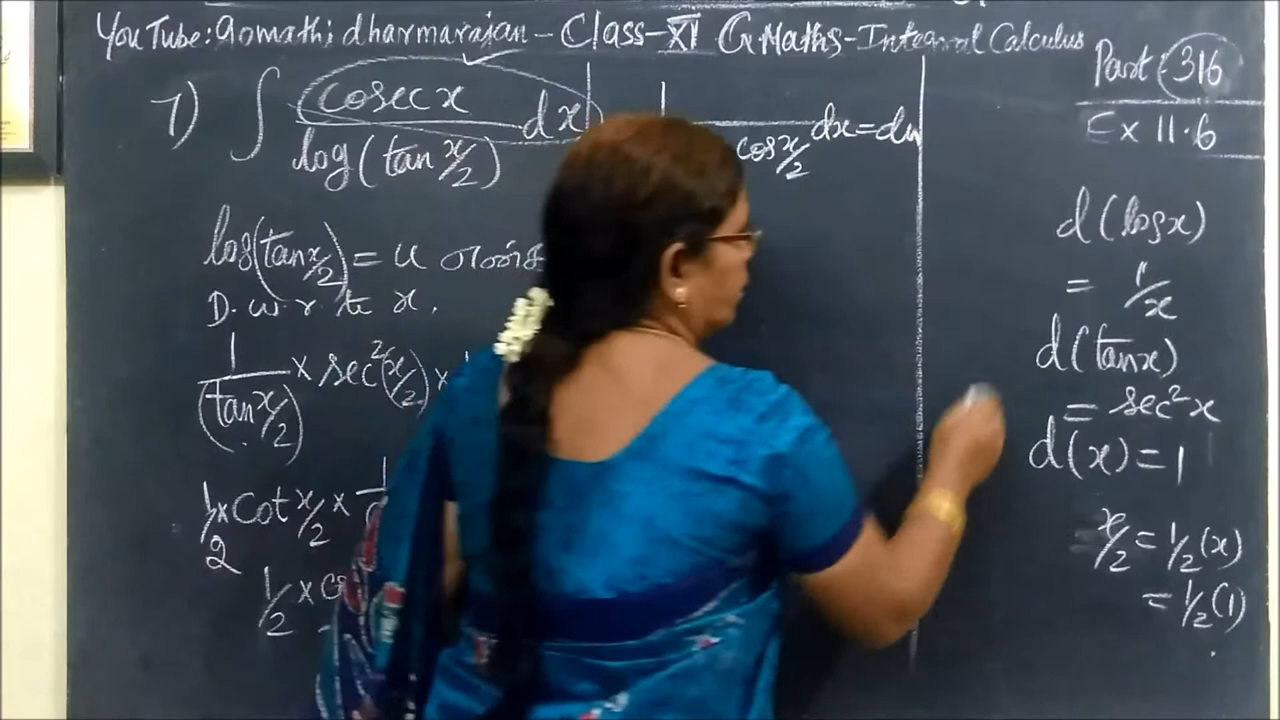 YouTube: Gomathi dharmarajan - Class-XI GMaths - Integral Calculus
Part - 316
Ex 11.6
7) ∫ cosec x / log(tan x/2) dx
cos x/2 dx = du
log(tan x/2) = u என்க
D. w. r. to x.
1/(tan x/2) × sec²(x/2) ×
1/2 × cot x/2 ×
1/2 ×
d(log x)
= 1/x
d(tan x)
= sec²x
d(x) = 1
x/2 = 1/2(x)
= 1/2(1)